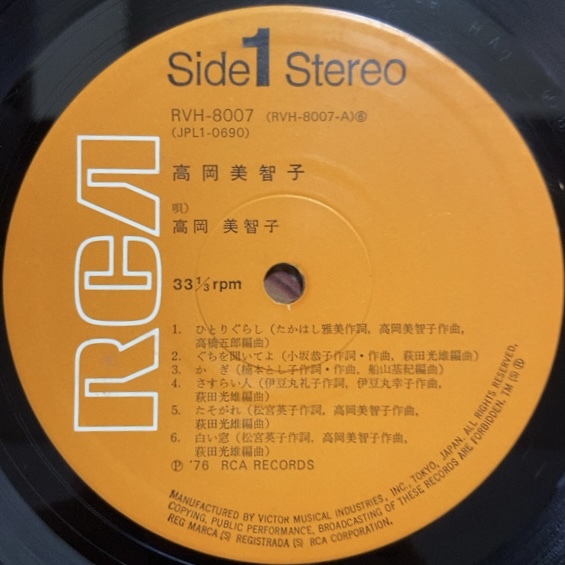 Side 1 Stereo
RVH-8007 (RVH-8007-A)⑥
(JPL1-0690)
RCA
高岡美智子
唄)
高岡 美智子
33 1/3 rpm
1. ひとりぐらし(たかはし雅美作詞, 高岡美智子作曲,
高橋五郎編曲)
2. ぐちを聞いてよ(小坂恭子作詞・作曲, 萩田光雄編曲)
3. か ぎ(楠本とし子作詞・作曲, 船山基紀編曲)
4. さすらい人(伊豆丸礼子作詞, 伊豆丸幸子作曲,
萩田光雄編曲)
5. たそがれ(松宮英子作詞, 高岡美智子作曲,
萩田光雄編曲)
6. 白い窓(松宮英子作詞, 高岡美智子作曲,
萩田光雄編曲)
Ⓟ '76 RCA RECORDS
MANUFACTURED BY VICTOR MUSICAL INDUSTRIES, INC., TOKYO, JAPAN. ALL RIGHTS RESERVED.
COPYING, PUBLIC PERFORMANCE, BROADCASTING OF THESE RECORDS ARE FORBIDDEN. TM Ⓢ Ⓟ
REG MARCA Ⓢ REGISTRADA Ⓢ RCA CORPORATION.